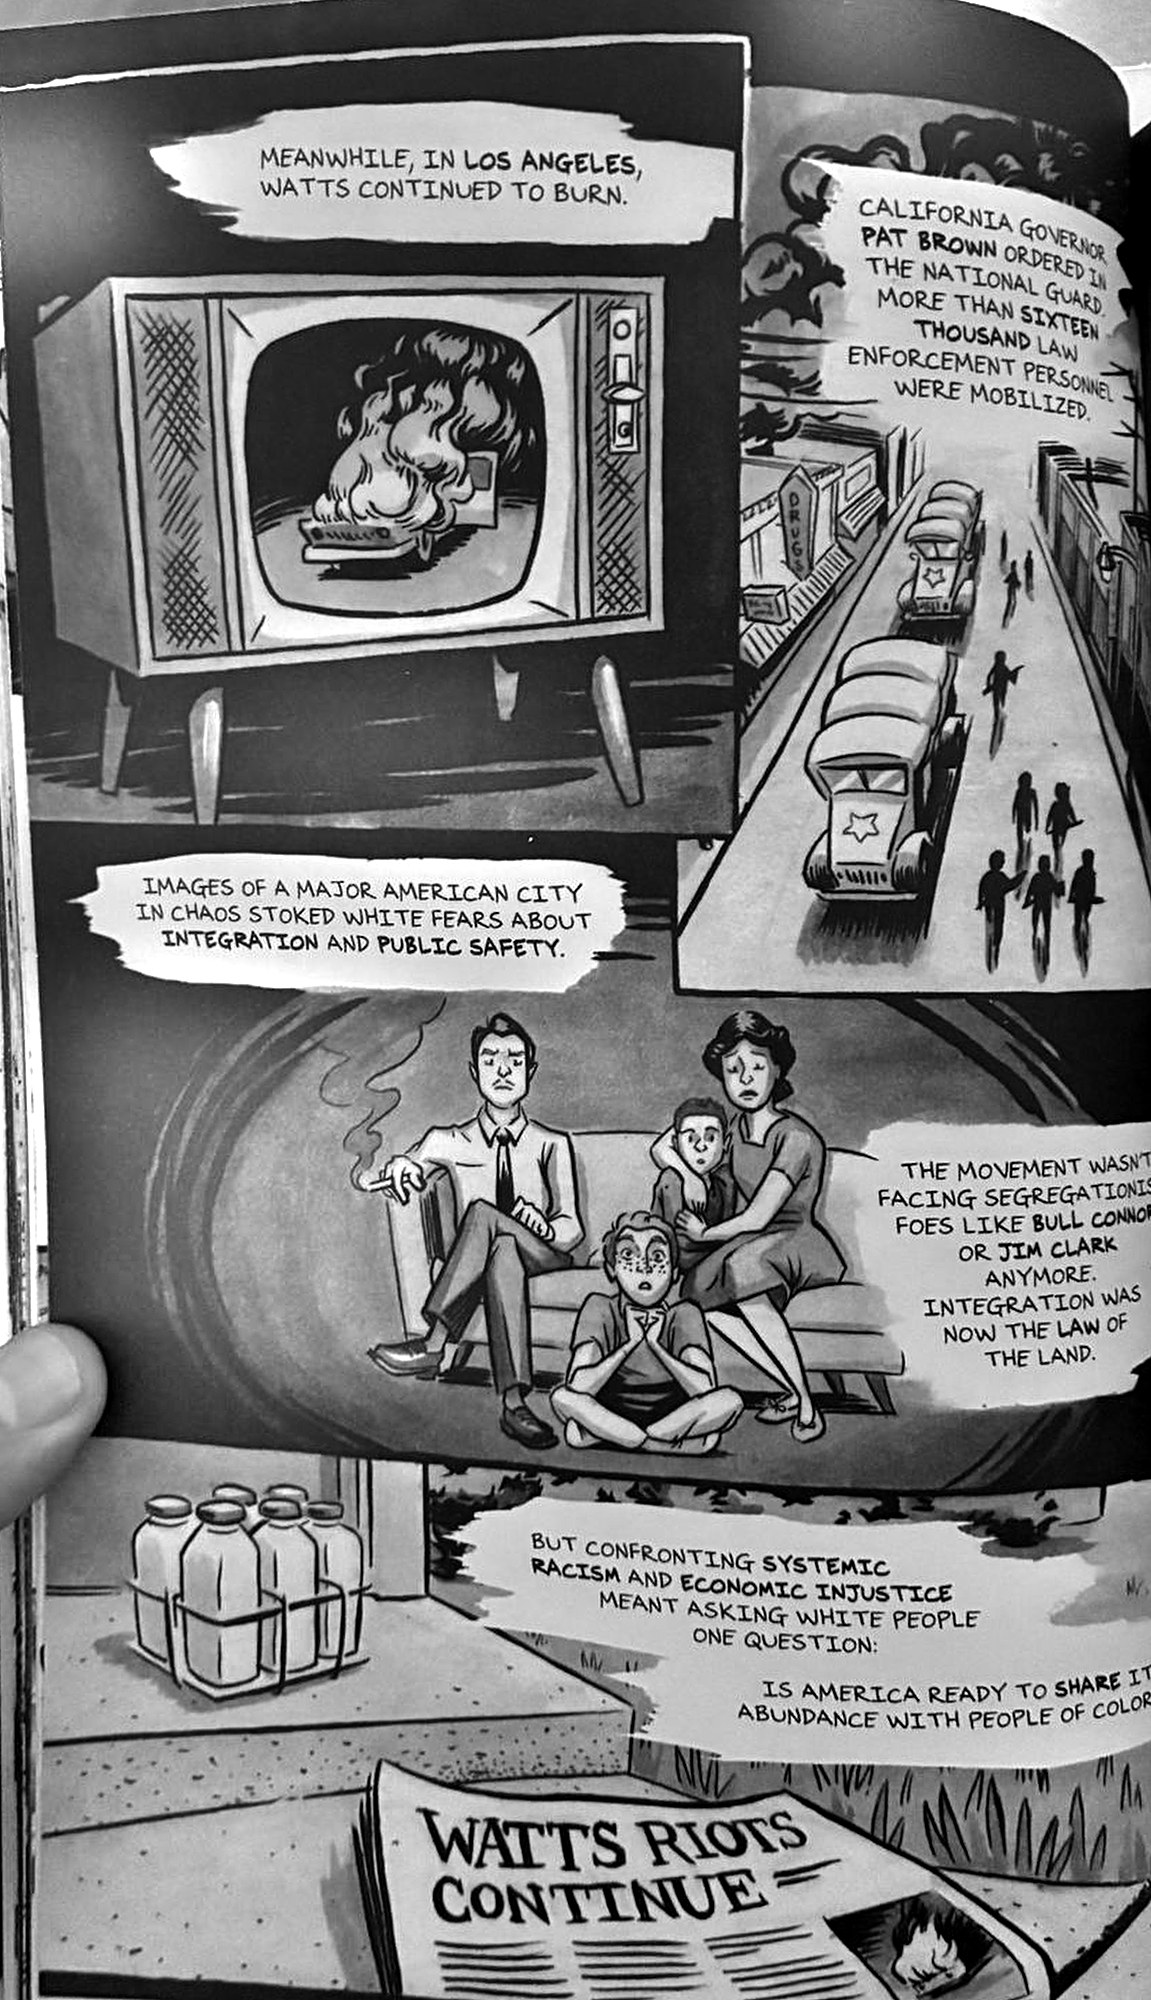 MEANWHILE, IN LOS ANGELES,
WATTS CONTINUED TO BURN.
CALIFORNIA GOVERNOR
PAT BROWN ORDERED IN
THE NATIONAL GUARD.
MORE THAN SIXTEEN
THOUSAND LAW
ENFORCEMENT PERSONNEL
WERE MOBILIZED.
DRUGS
IMAGES OF A MAJOR AMERICAN CITY
IN CHAOS STOKED WHITE FEARS ABOUT
INTEGRATION AND PUBLIC SAFETY.
THE MOVEMENT WASN'T
FACING SEGREGATIONIS
FOES LIKE BULL CONNOR
OR JIM CLARK
ANYMORE.
INTEGRATION WAS
NOW THE LAW OF
THE LAND.
BUT CONFRONTING SYSTEMIC
RACISM AND ECONOMIC INJUSTICE
MEANT ASKING WHITE PEOPLE
ONE QUESTION:
IS AMERICA READY TO SHARE IT
ABUNDANCE WITH PEOPLE OF COLOR
WATTS RIOTS
CONTINUE